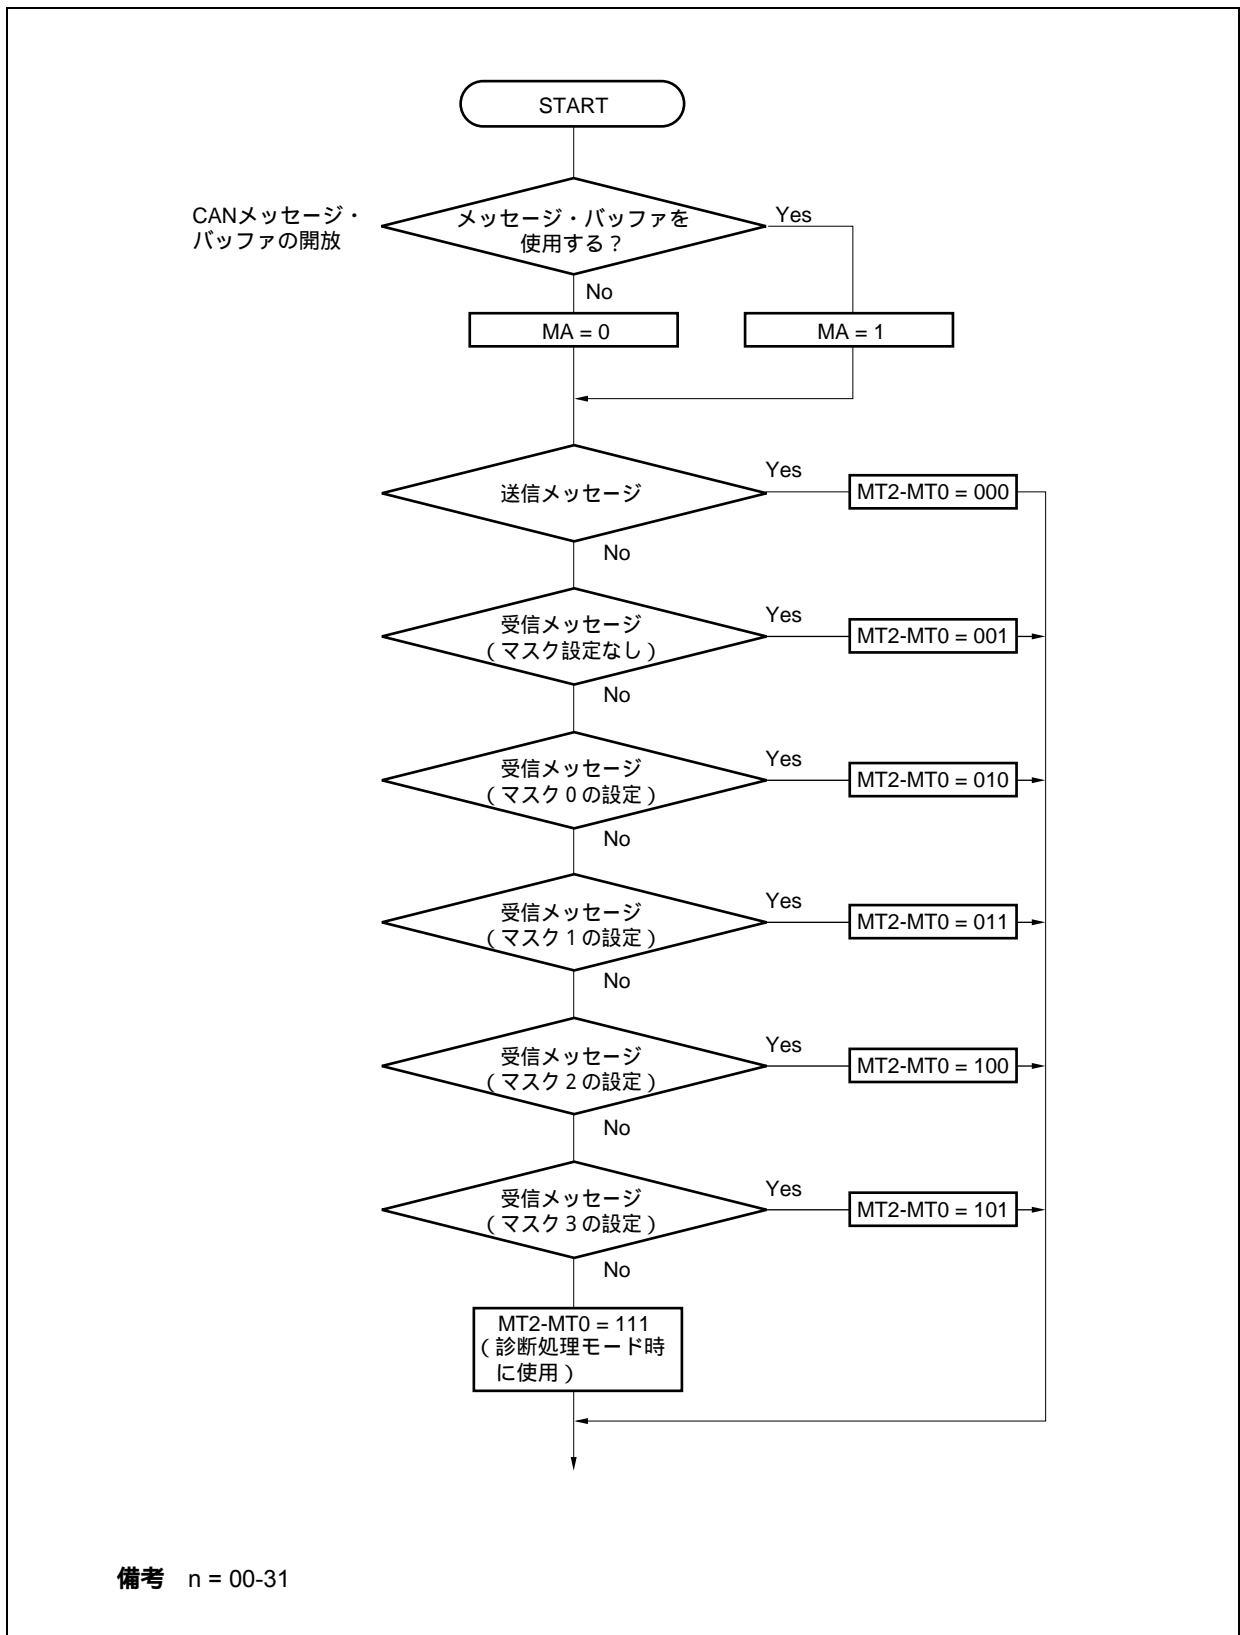 START
CANメッセージ・
バッファの開放
メッセージ・バッファを
使用する？
Yes
No
MA = 0
MA = 1
送信メッセージ
Yes
MT2-MT0 = 000
No
受信メッセージ
（マスク設定なし）
Yes
MT2-MT0 = 001
No
受信メッセージ
（マスク０の設定）
Yes
MT2-MT0 = 010
No
受信メッセージ
（マスク１の設定）
Yes
MT2-MT0 = 011
No
受信メッセージ
（マスク２の設定）
Yes
MT2-MT0 = 100
No
受信メッセージ
（マスク３の設定）
Yes
MT2-MT0 = 101
No
MT2-MT0 = 111
（診断処理モード時
に使用）
備考 n = 00-31